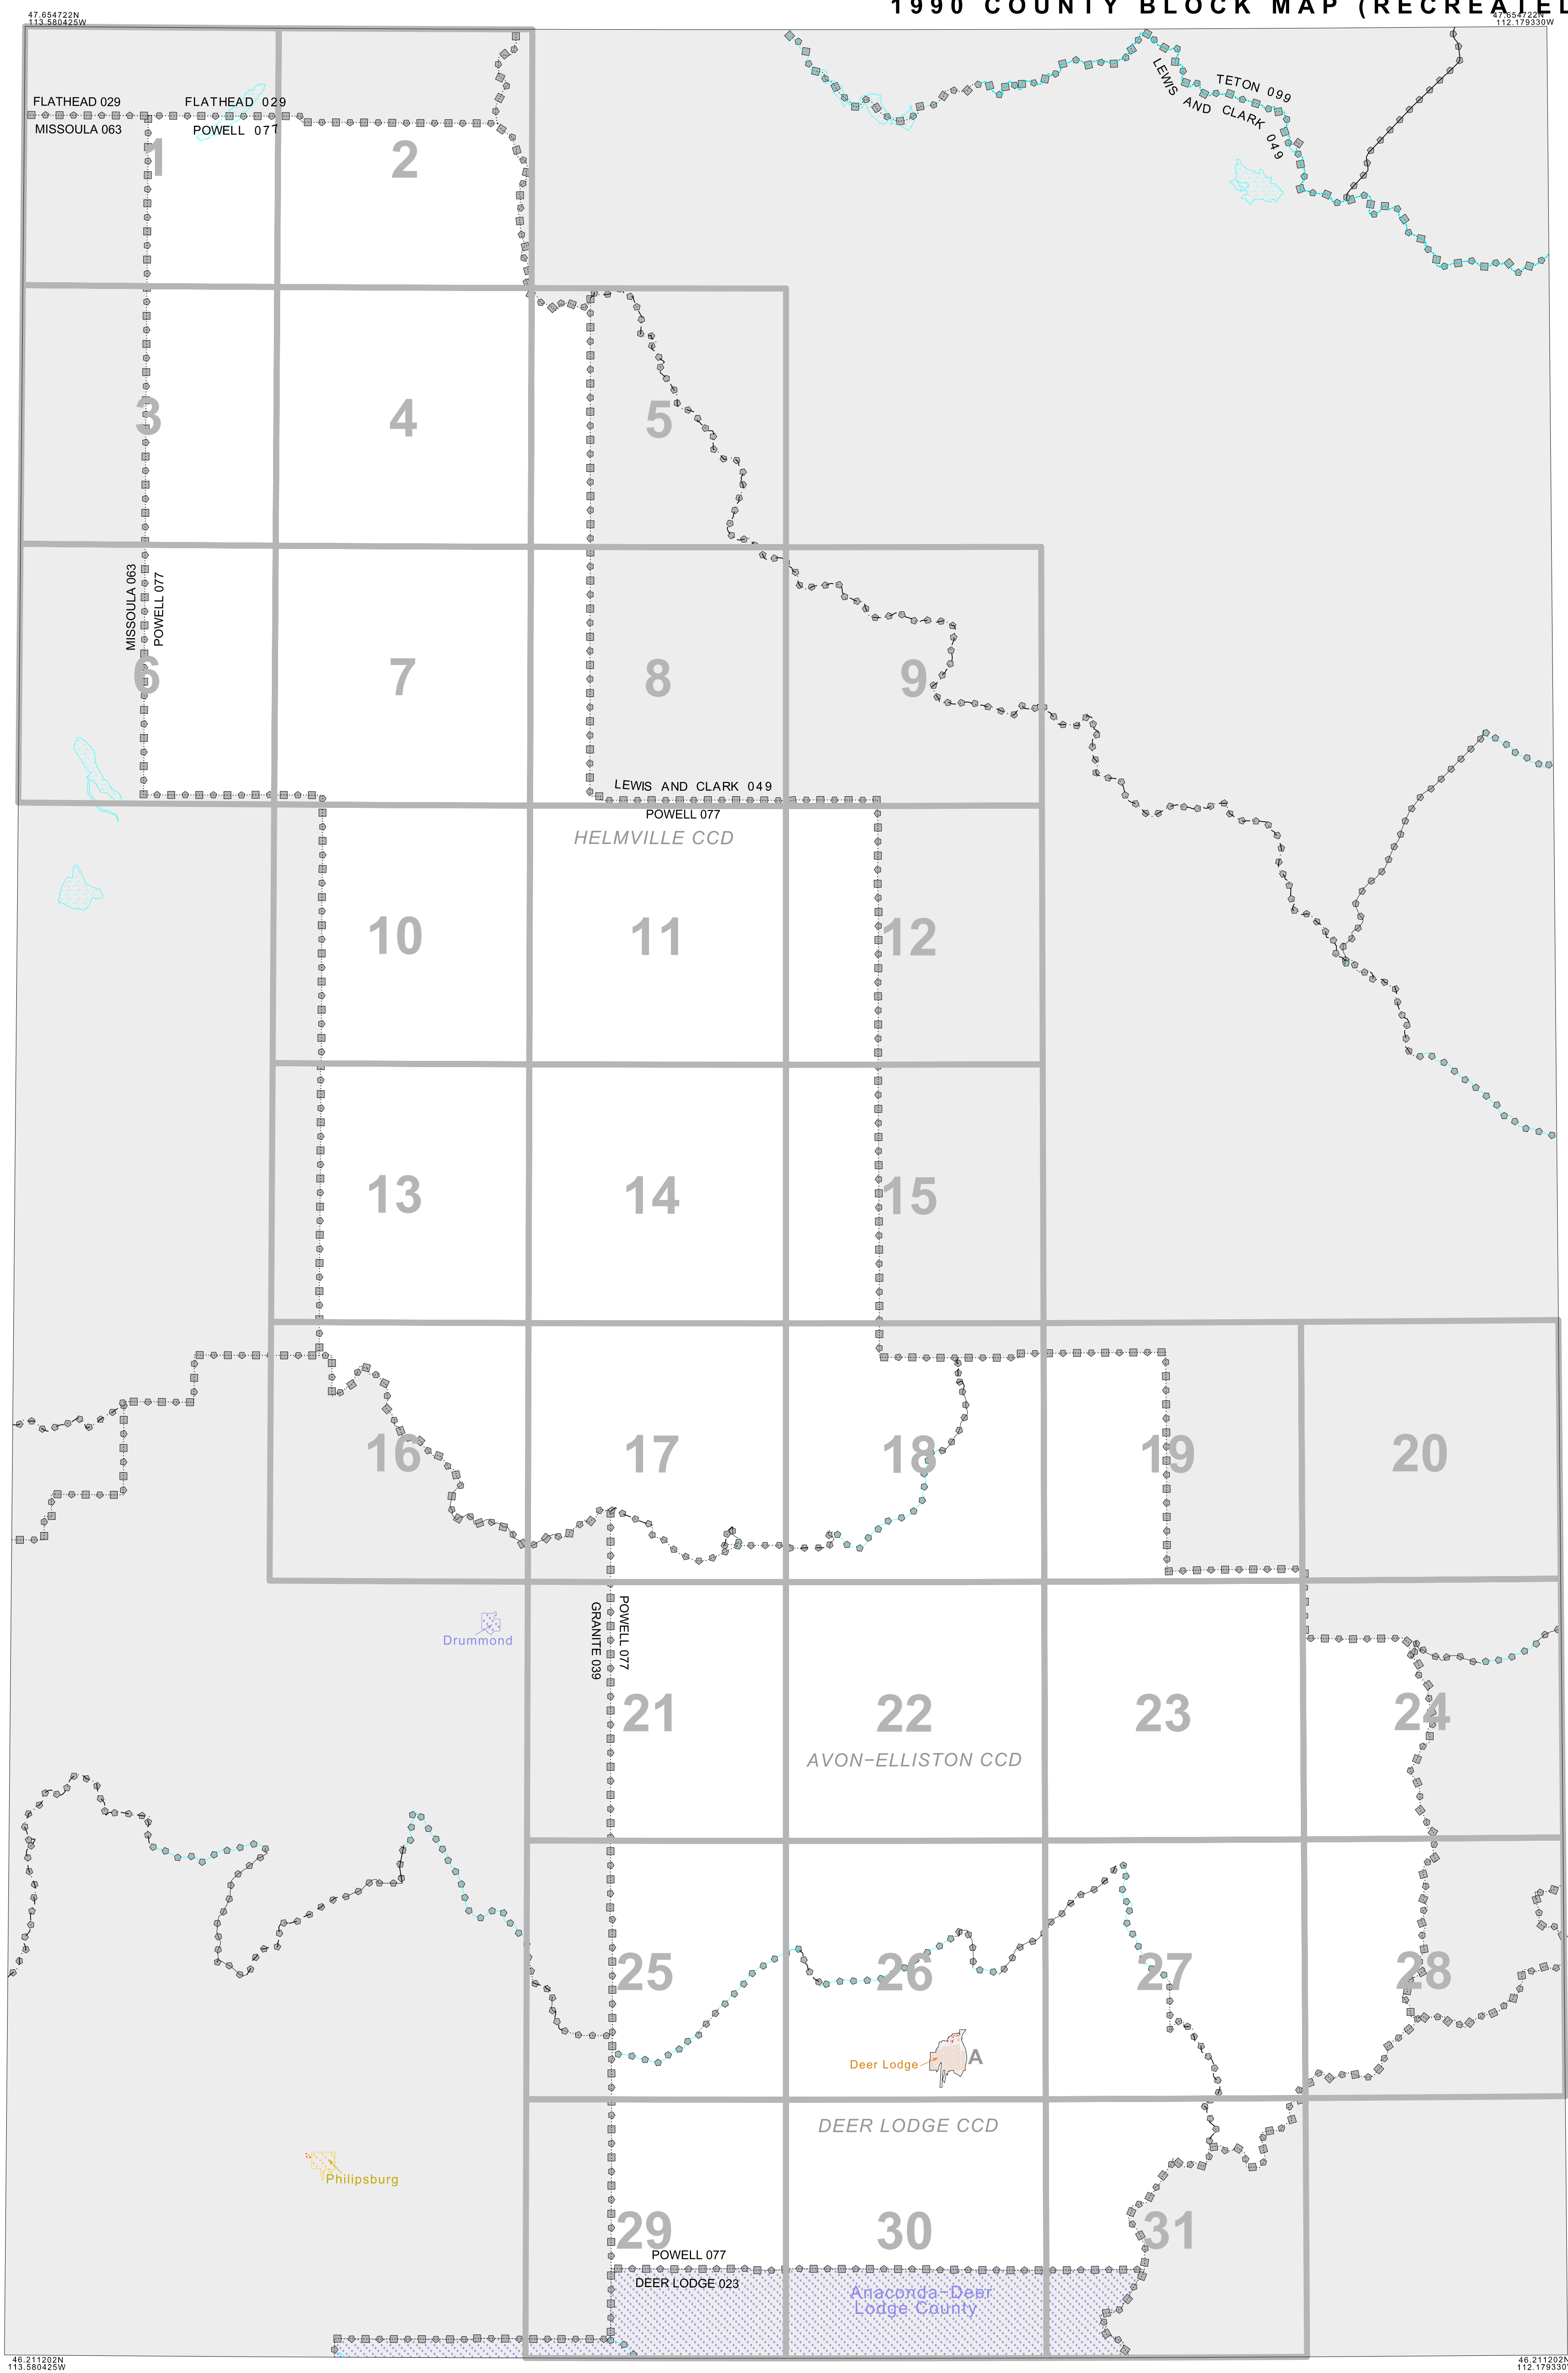 1990 COUNTY BLOCK MAP (RECREATED
47.654722N
113.580425W
47.654722N
112.179330W
TETON 099
LEWIS AND CLARK 049
FLATHEAD 029
FLATHEAD 029
MISSOULA 063
POWELL 077
1
2
3
4
5
MISSOULA 063
POWELL 077
6
7
8
9
LEWIS AND CLARK 049
POWELL 077
HELMVILLE CCD
10
11
12
13
14
15
16
17
18
19
20
POWELL 077
GRANITE 039
Drummond
21
22
23
24
AVON-ELLISTON CCD
25
26
27
28
Deer Lodge
A
DEER LODGE CCD
Philipsburg
29
30
31
POWELL 077
DEER LODGE 023
Anaconda-Deer
Lodge County
46.211202N
113.580425W
46.211202N
112.179330W